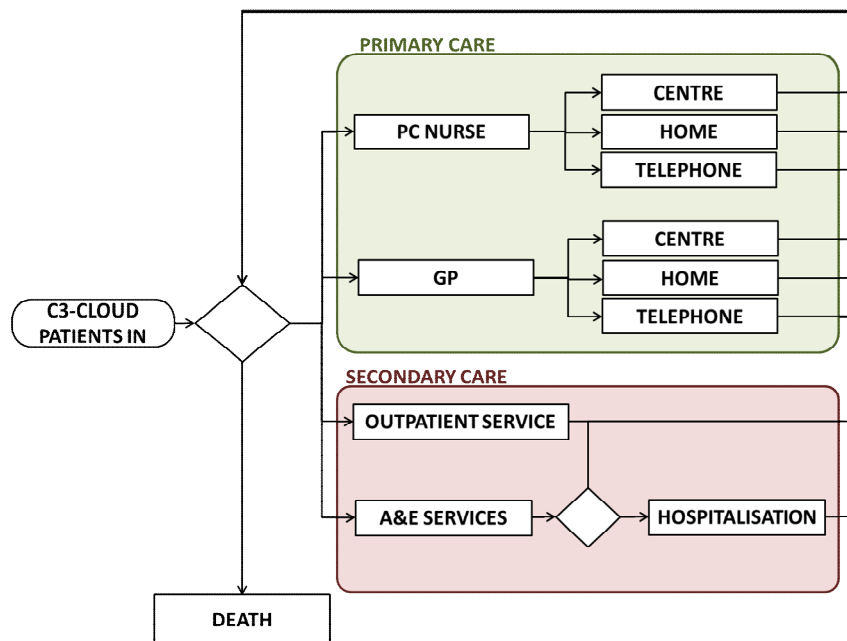 PRIMARY CARE
PC NURSE
CENTRE
HOME
TELEPHONE
GP
CENTRE
HOME
TELEPHONE
C3-CLOUD
PATIENTS IN
SECONDARY CARE
OUTPATIENT SERVICE
A&E SERVICES
HOSPITALISATION
DEATH